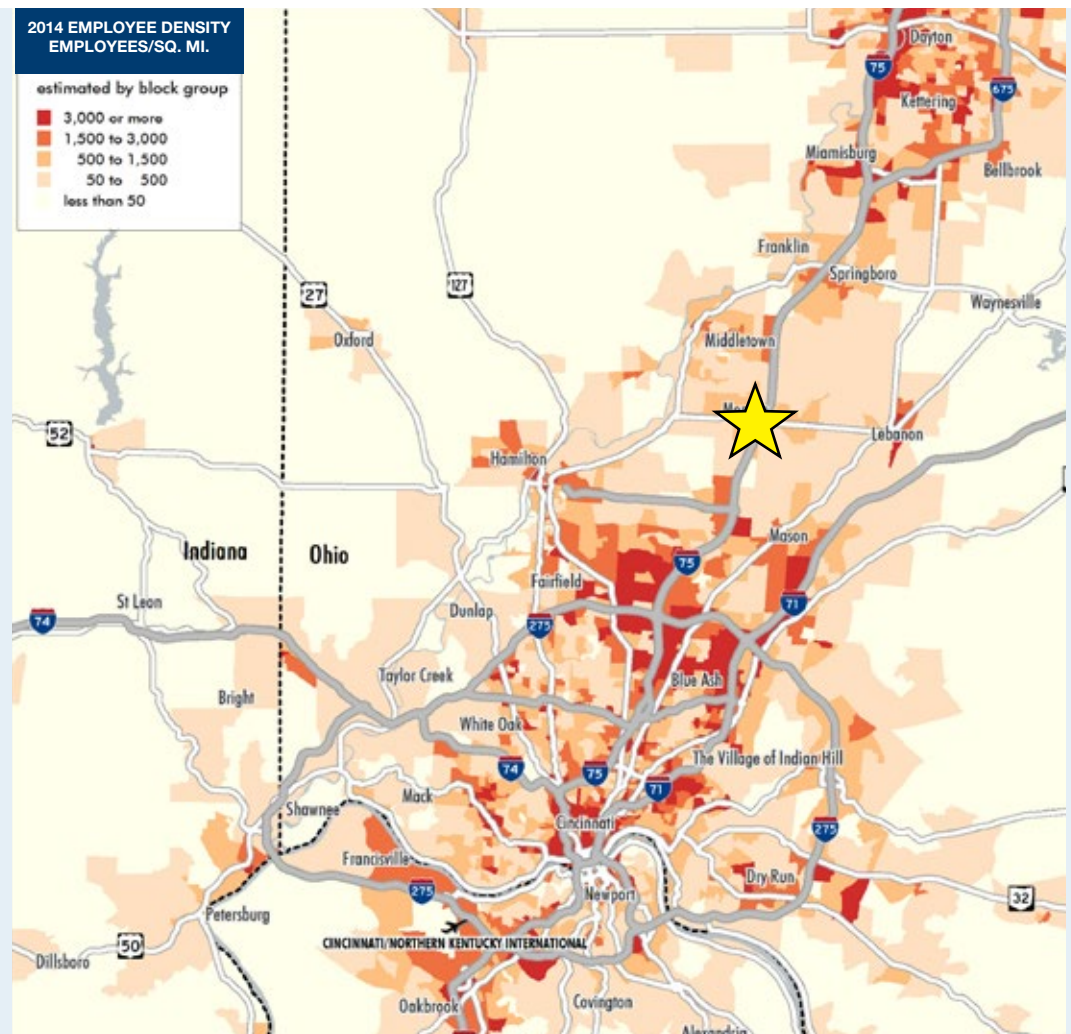 2014 EMPLOYEE DENSITY
EMPLOYEES/SQ. MI.
estimated by block group
3,000 or more
1,500 to 3,000
500 to 1,500
50 to 500
less than 50
Dayton
75
Kettering
675
Miamisburg
Bellbrook
Franklin
Springboro
27
127
Waynesville
Oxford
Middletown
52
Lebanon
Hamilton
Mason
Indiana
Ohio
75
Fairfield
St Leon
Dunlap
71
74
275
Taylor Creek
Blue Ash
Bright
White Oak
The Village of Indian Hill
74
75
71
Mack
Shawnee
Cincinnati
275
Francisville
Dry Run
275
Newport
32
Petersburg
50
CINCINNATI/NORTHERN KENTUCKY INTERNATIONAL
Dillsboro
Oakbrook
Covington
Alexandria